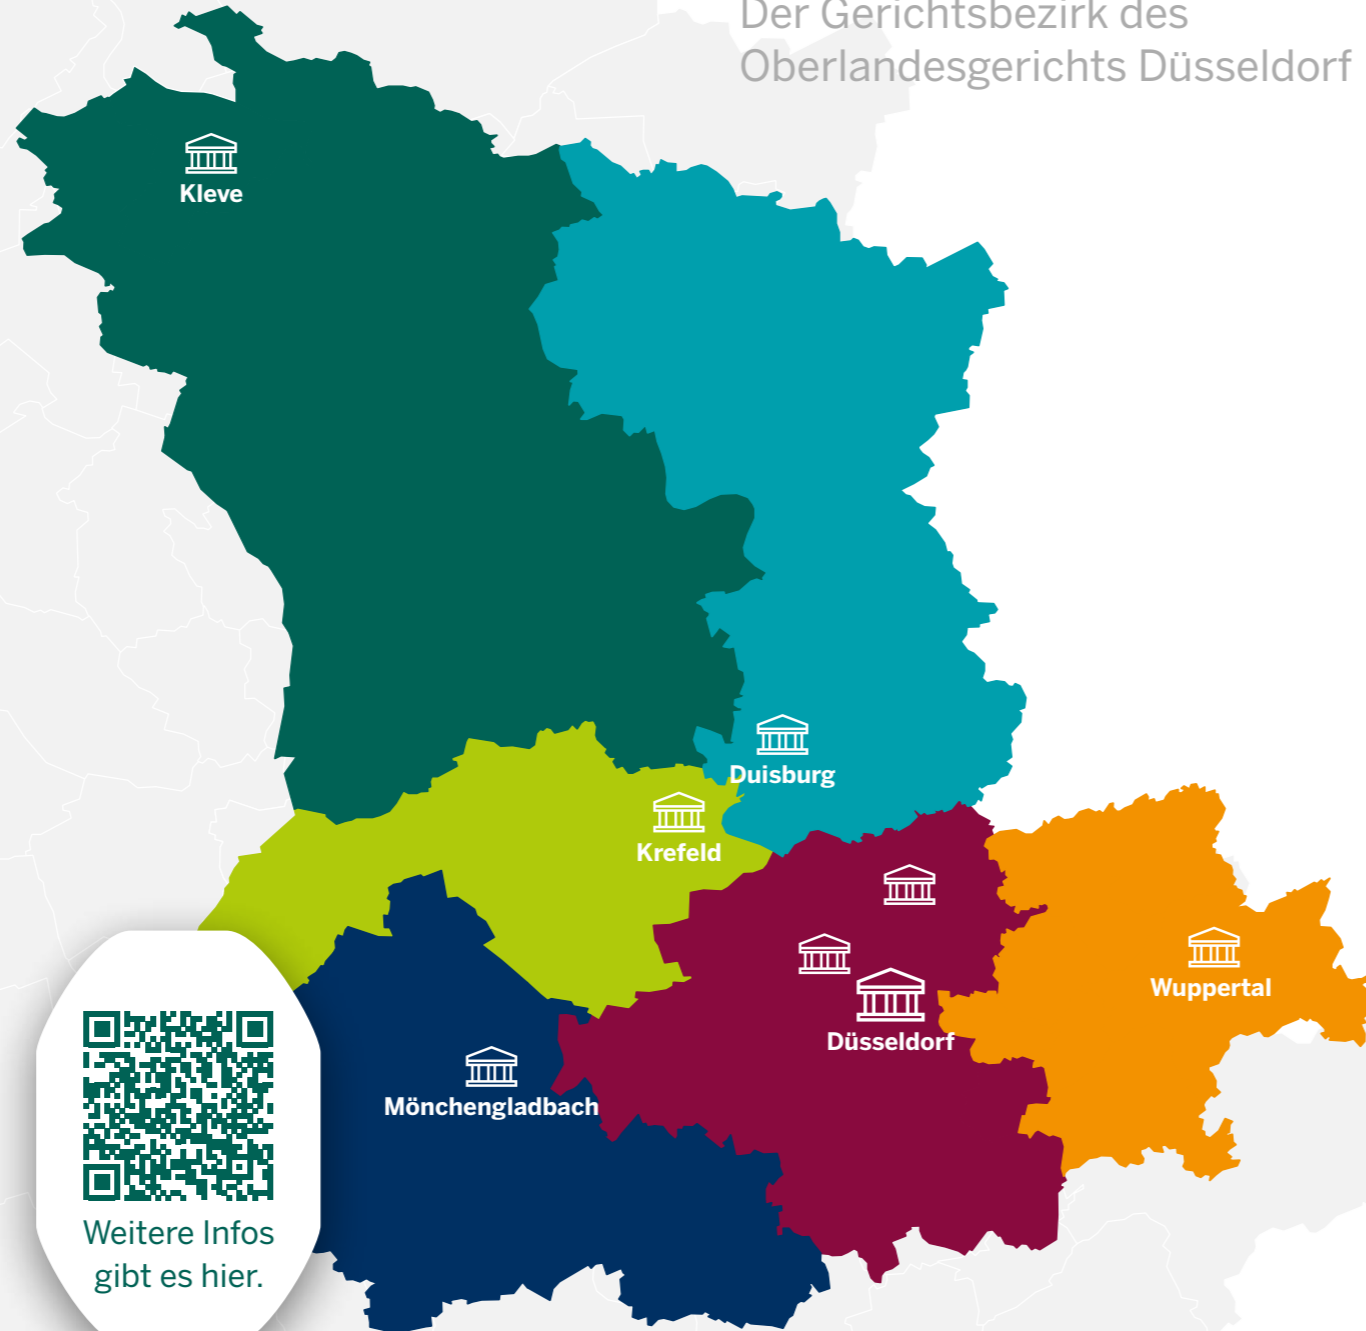 Der Gerichtsbezirk des
Oberlandesgerichts Düsseldorf
Kleve
Duisburg
Krefeld
Wuppertal
Düsseldorf
Mönchengladbach
Weitere Infos
gibt es hier.